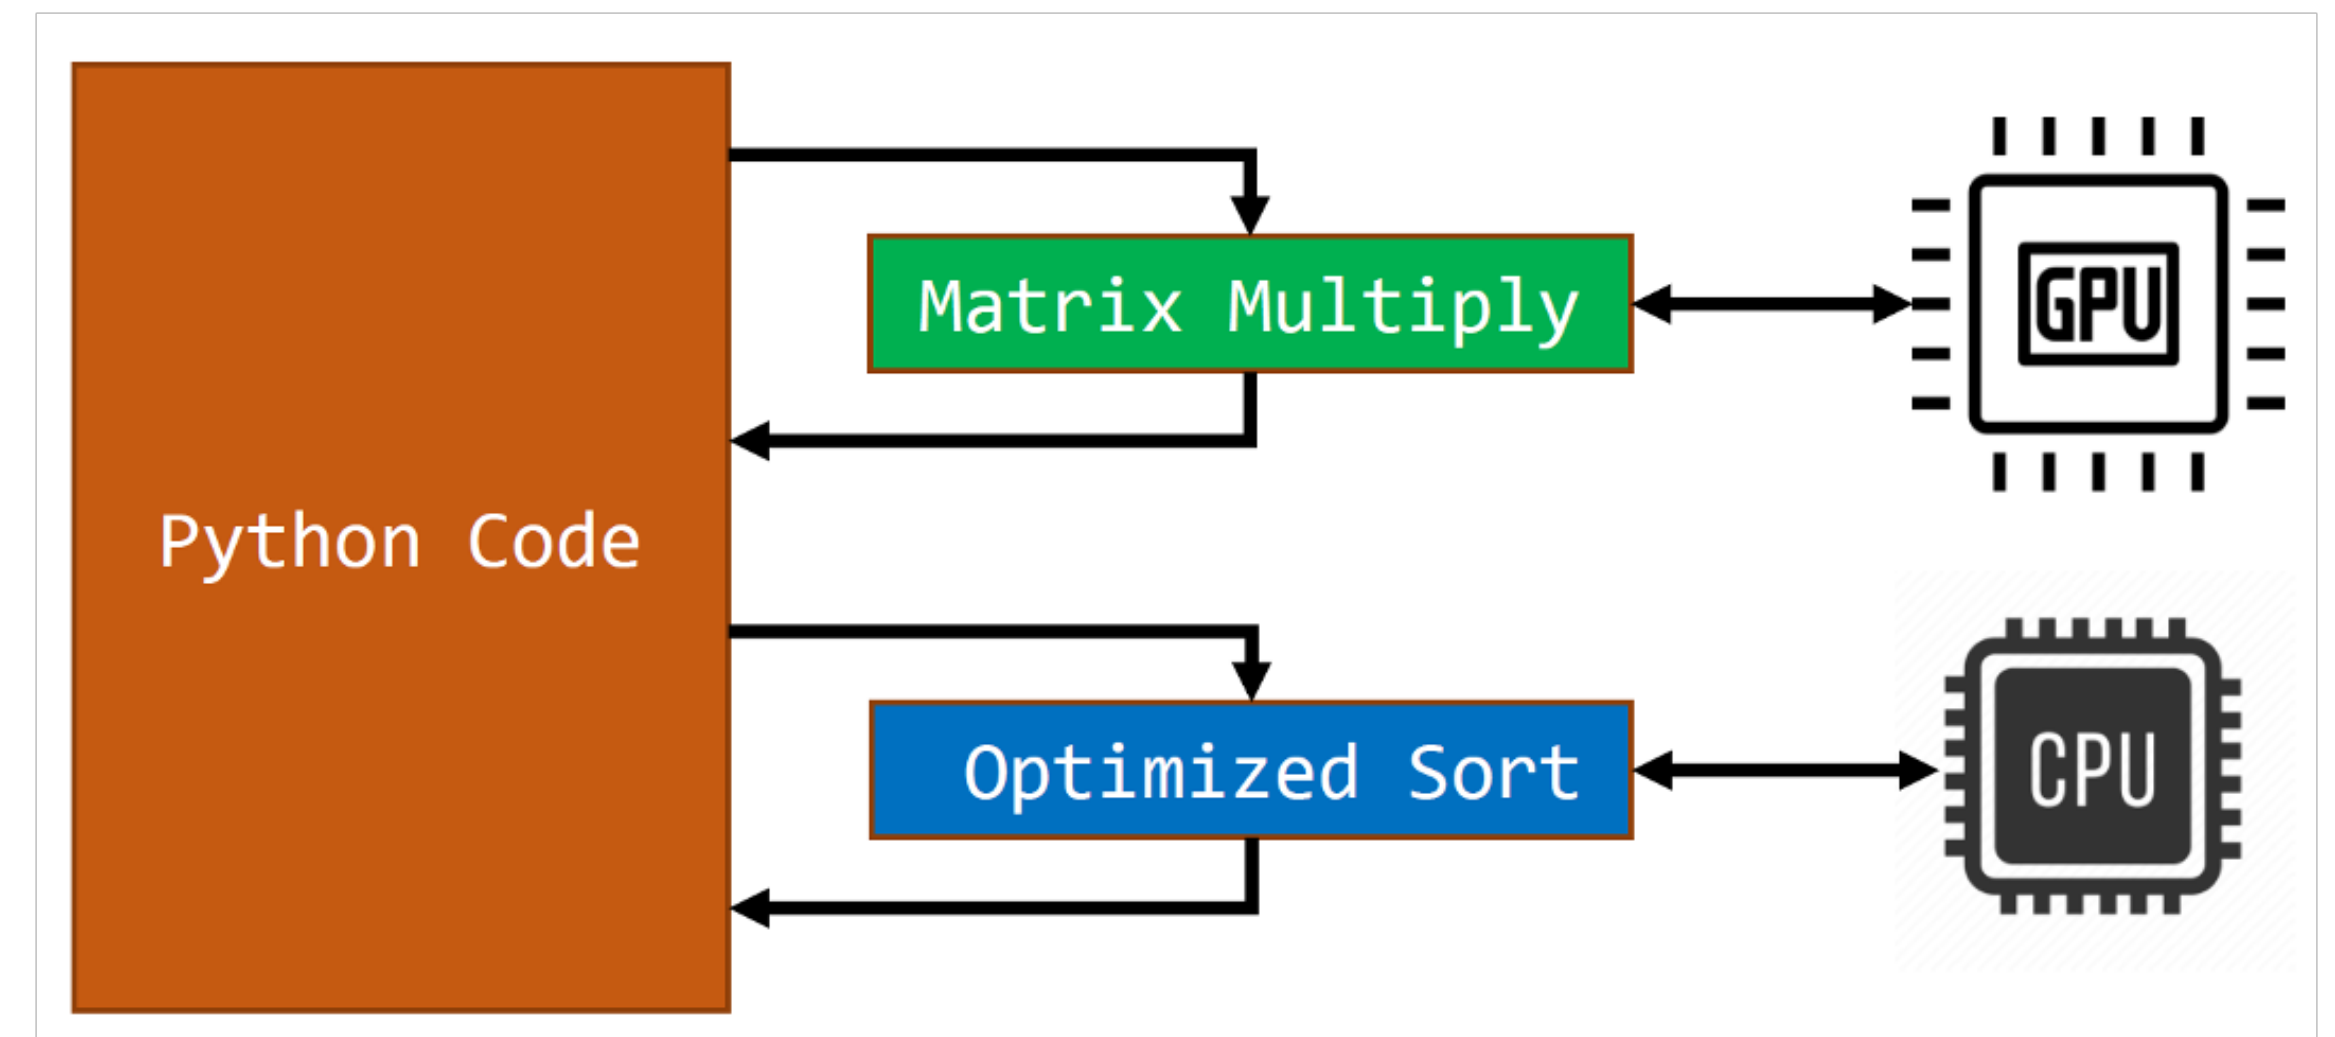 Matrix Multiply
GPU
Python Code
Optimized Sort
CPU